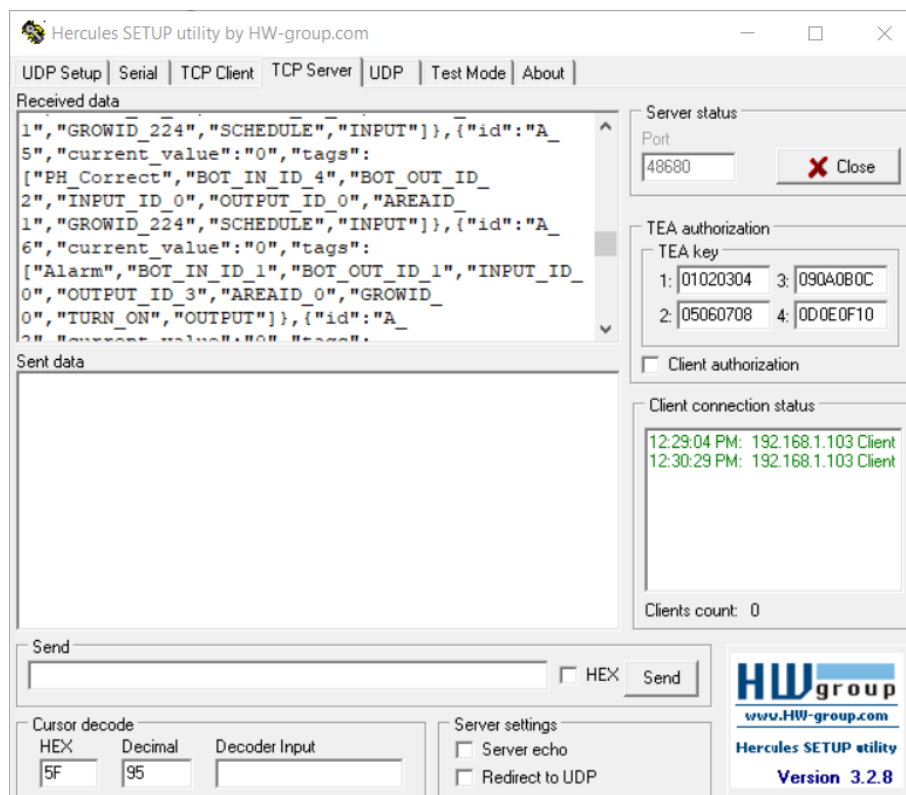 Hercules SETUP utility by HW-group.com
UDP Setup Serial TCP Client TCP Server UDP Test Mode About
Received data
1","GROWID_224","SCHEDULE","INPUT"]},{"id":"A_
5","current_value":"0","tags":
["PH_Correct","BOT_IN_ID_4","BOT_OUT_ID_
2","INPUT_ID_0","OUTPUT_ID_0","AREAID_
1","GROWID_224","SCHEDULE","INPUT"]},{"id":"A_
6","current_value":"0","tags":
["Alarm","BOT_IN_ID_1","BOT_OUT_ID_1","INPUT_ID_
0","OUTPUT_ID_3","AREAID_0","GROWID_
0","TURN_ON","OUTPUT"]},{"id":"A_
"current_value":"0","tags":
Sent data
Server status
Port
48680
Close
TEA authorization
TEA key
1: 01020304 3: 090A0B0C
2: 05060708 4: 0D0E0F10
Client authorization
Client connection status
12:29:04 PM: 192.168.1.103 Client
12:30:29 PM: 192.168.1.103 Client
Clients count: 0
Send
HEX Send
Cursor decode
HEX Decimal Decoder Input
5F 95
Server settings
Server echo
Redirect to UDP
HW group
www.HW-group.com
Hercules SETUP utility
Version 3.2.8